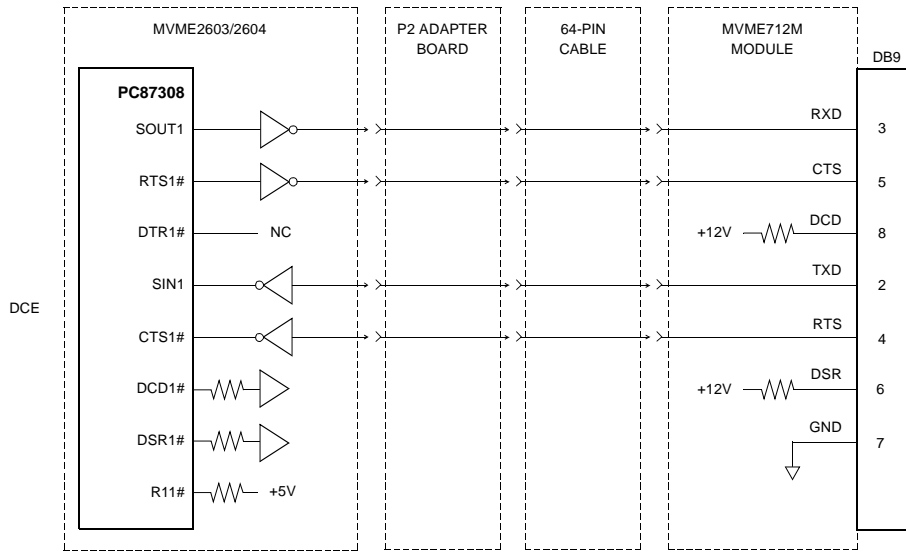 MVME2603/2604
P2 ADAPTER
BOARD
64-PIN
CABLE
MVME712M
MODULE
DB9
PC87308
SOUT1
RXD
3
RTS1#
CTS
5
DTR1#
NC
+12V
DCD
8
SIN1
TXD
2
DCE
CTS1#
RTS
4
DCD1#
+12V
DSR
6
DSR1#
GND
7
R11#
+5V